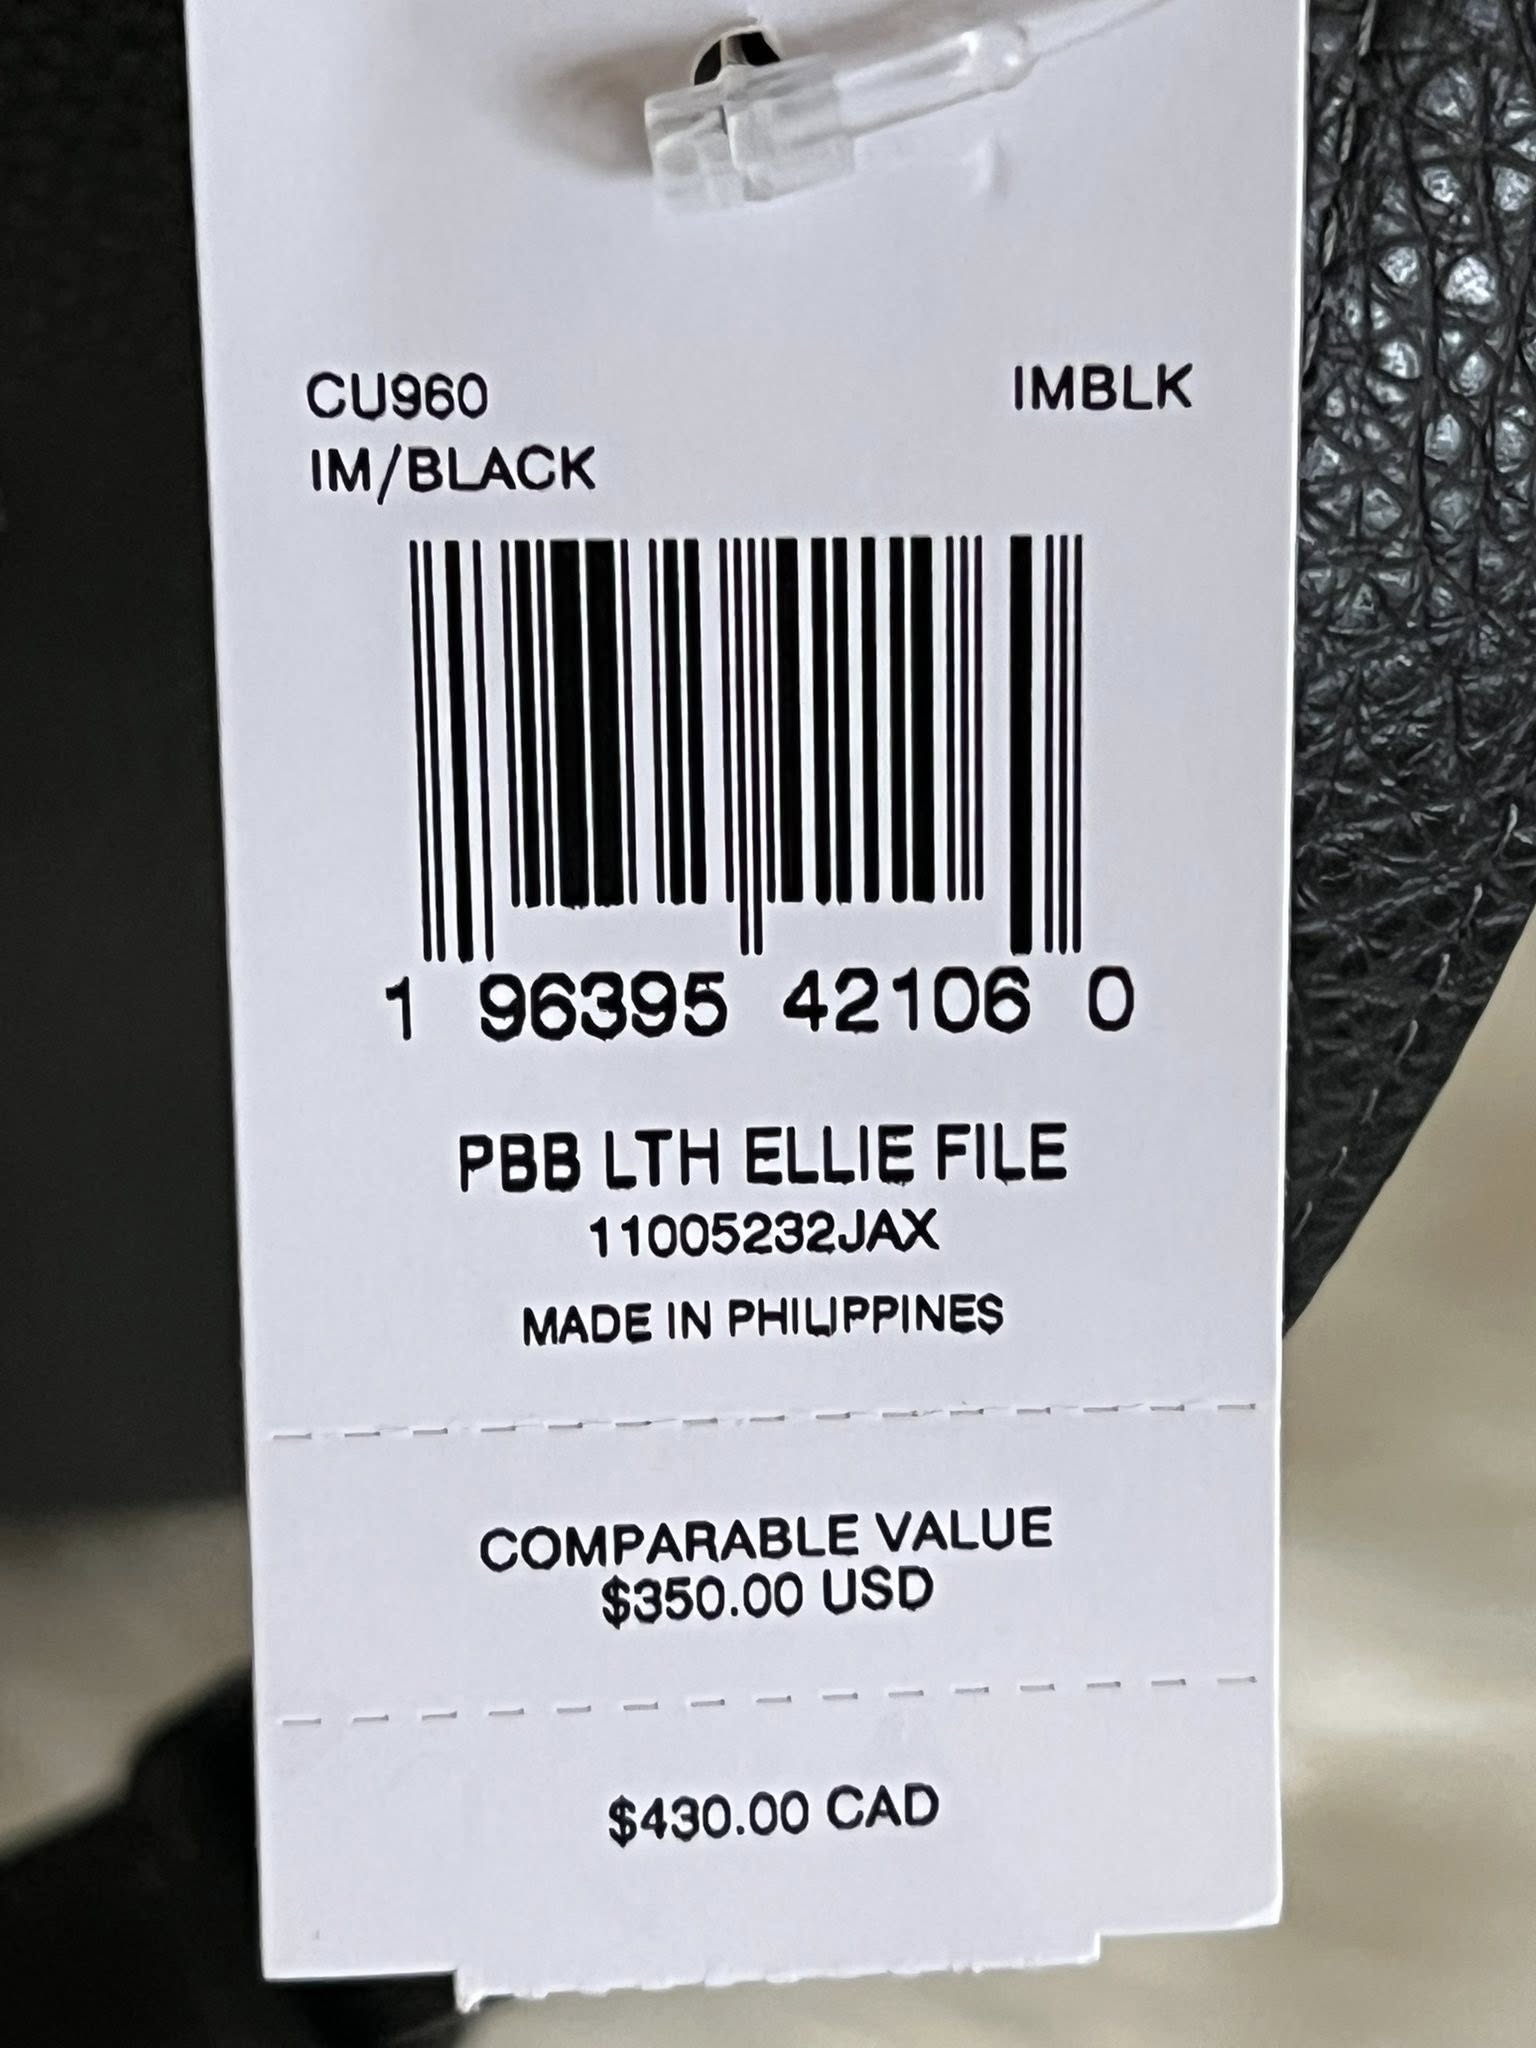 CU960 IMBLK
IM/BLACK
1 96395 42106 0
PBB LTH ELLIE FILE
11005232JAX
MADE IN PHILIPPINES
COMPARABLE VALUE
$350.00 USD
$430.00 CAD